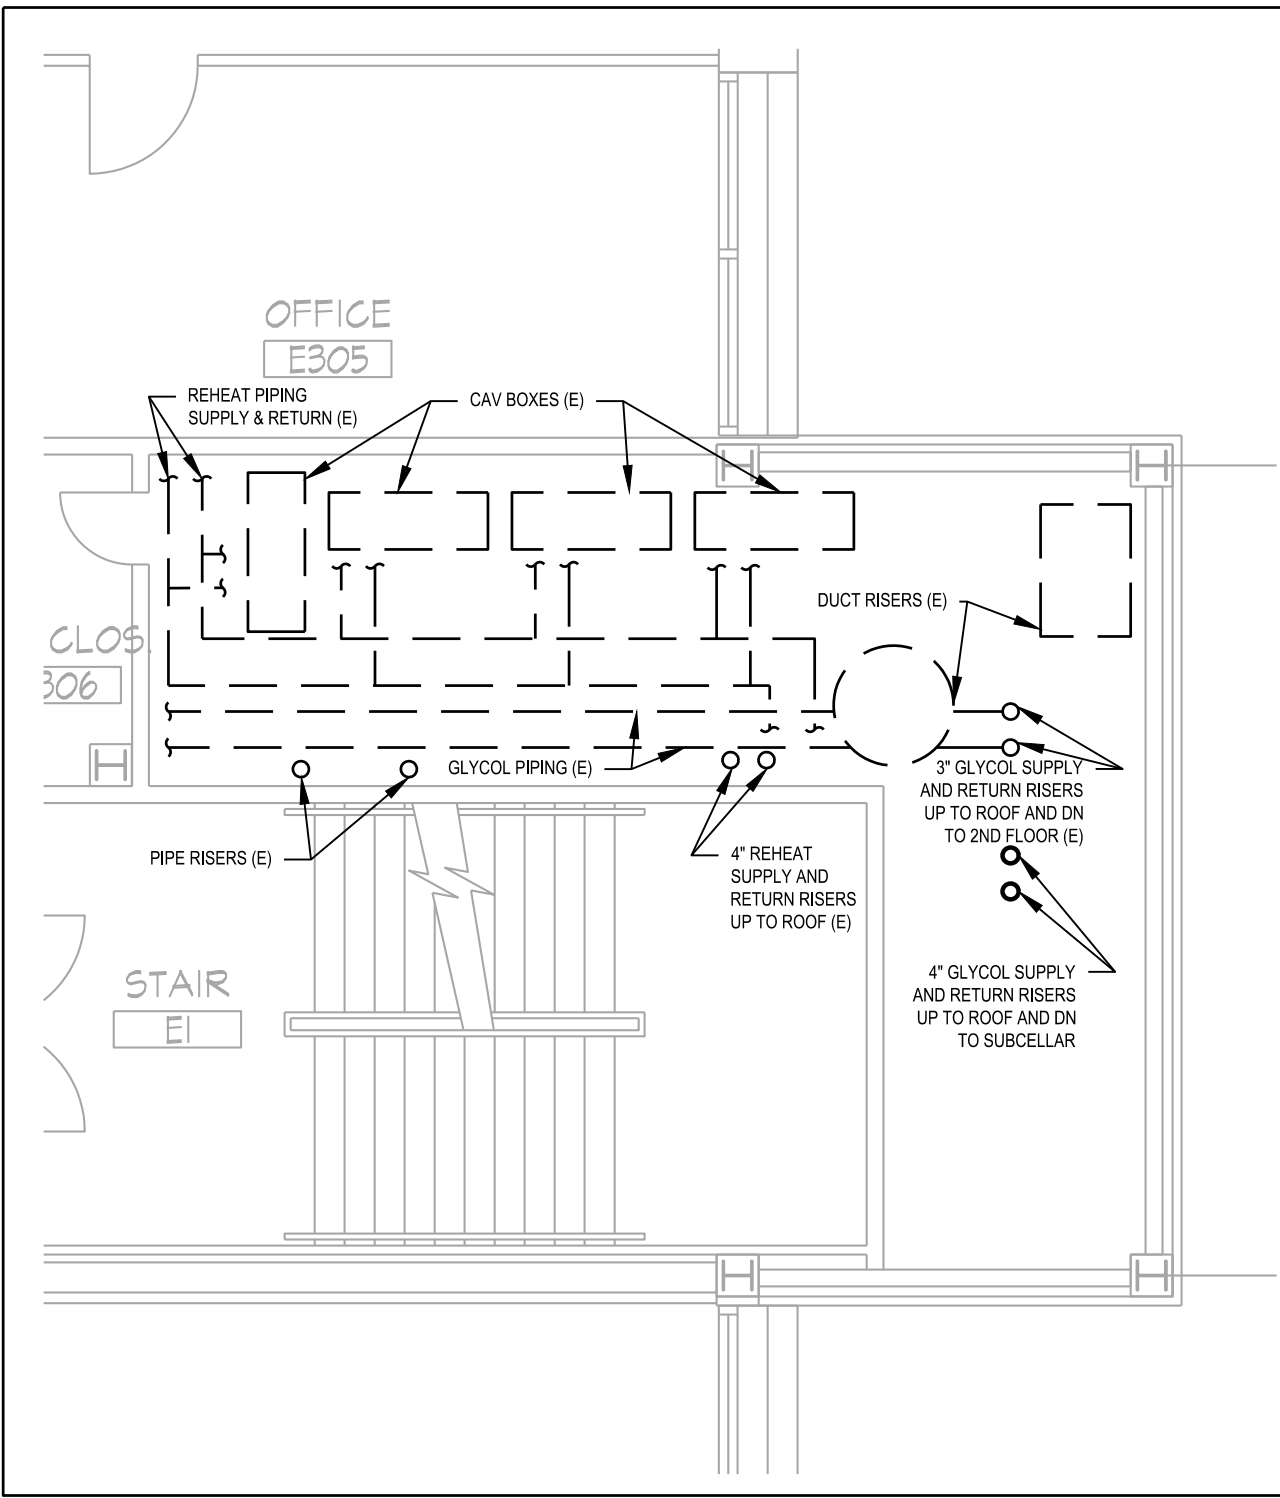 OFFICE
E305
REHEAT PIPING
SUPPLY & RETURN (E)
CAV BOXES (E)
DUCT RISERS (E)
CLOS.
306
GLYCOL PIPING (E)
3" GLYCOL SUPPLY
AND RETURN RISERS
UP TO ROOF AND DN
TO 2ND FLOOR (E)
PIPE RISERS (E)
4" REHEAT
SUPPLY AND
RETURN RISERS
UP TO ROOF (E)
4" GLYCOL SUPPLY
AND RETURN RISERS
UP TO ROOF AND DN
TO SUBCELLAR
STAIR
E1